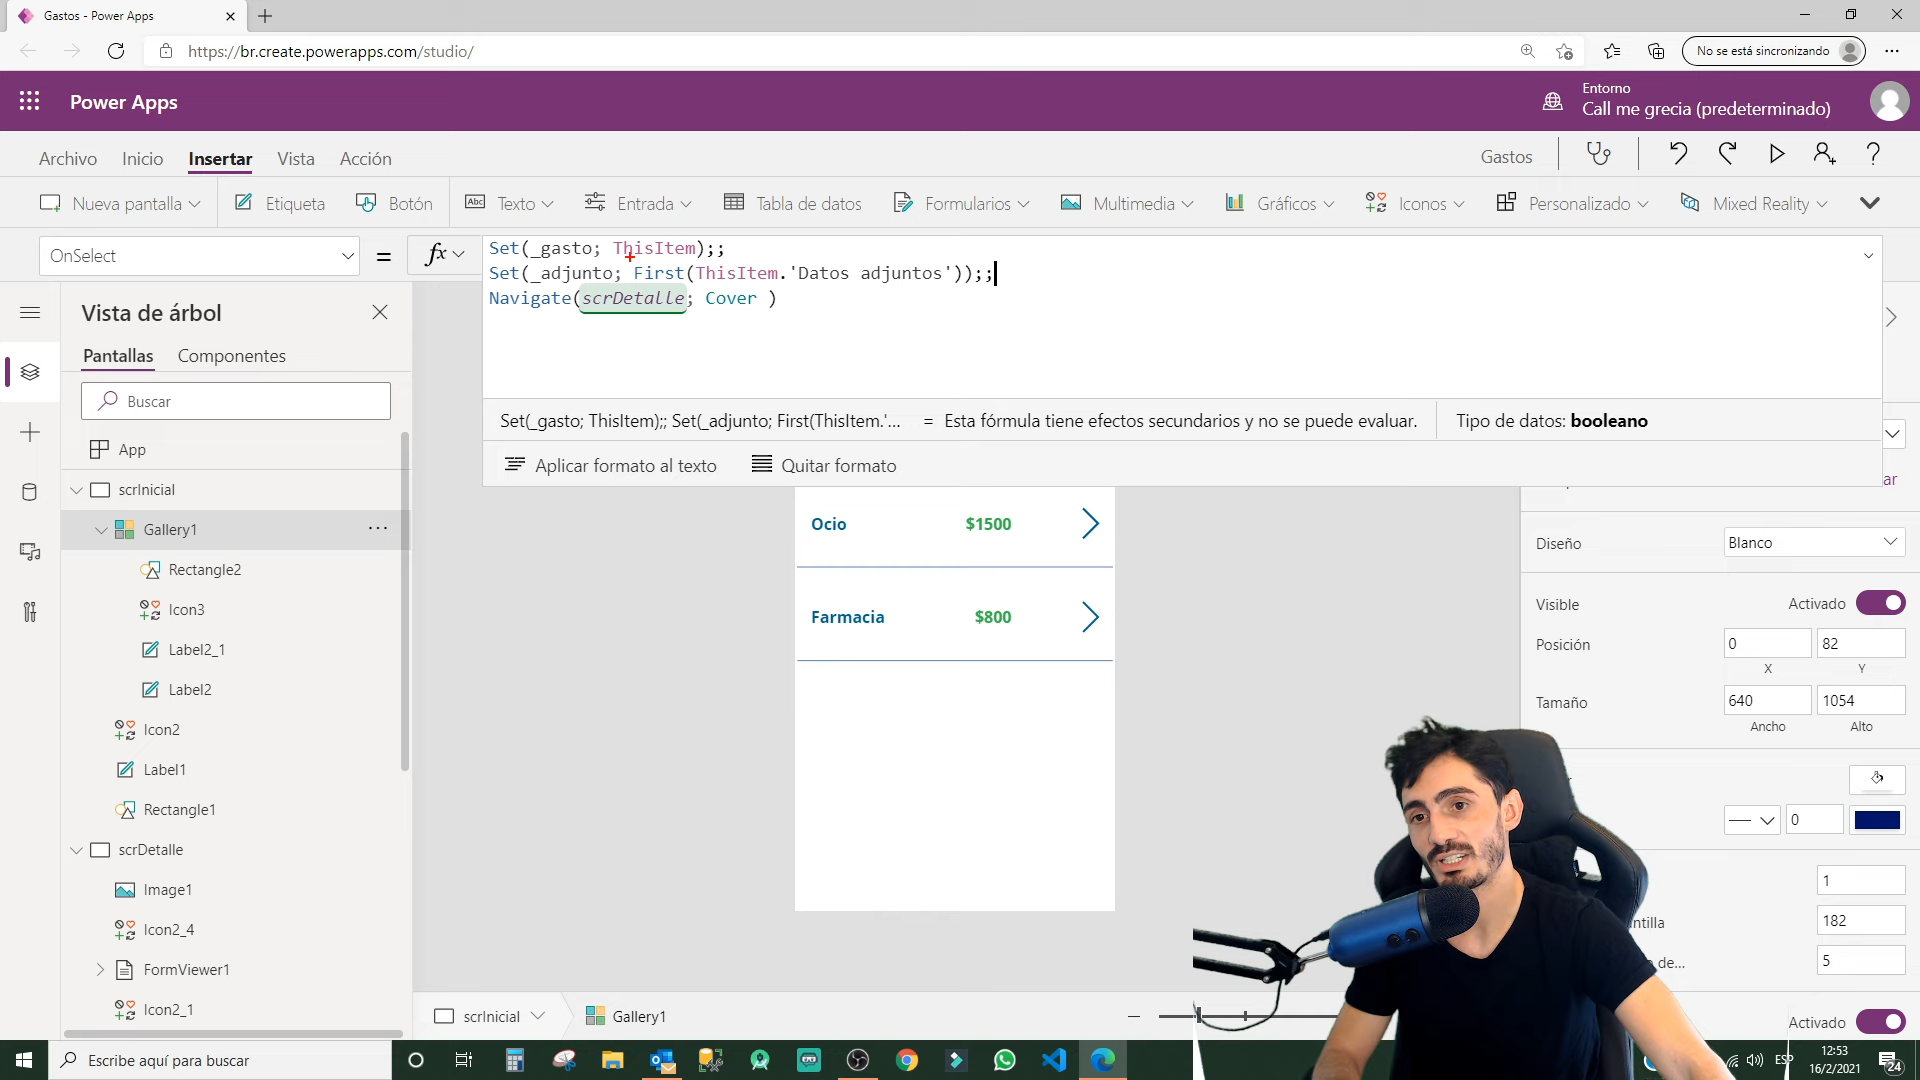 Gastos - Power Apps
https://br.create.powerapps.com/studio/
No se está sincronizando
Power Apps
Entorno
Call me grecia (predeterminado)
Archivo Inicio Insertar Vista Acción
Gastos
Nueva pantalla Etiqueta Botón Texto Entrada Tabla de datos Formularios Multimedia Gráficos Iconos Personalizado Mixed Reality
OnSelect = fx
Set(_gasto; ThisItem);;
Set(_adjunto; First(ThisItem.'Datos adjuntos'));;
Navigate(scrDetalle; Cover )
Set(_gasto; ThisItem);; Set(_adjunto; First(ThisItem.'... = Esta fórmula tiene efectos secundarios y no se puede evaluar. Tipo de datos: booleano
Aplicar formato al texto Quitar formato
Vista de árbol
Pantallas Componentes
Buscar
App
scrInicial
Gallery1
Rectangle2
Icon3
Label2_1
Label2
Icon2
Label1
Rectangle1
scrDetalle
Image1
Icon2_4
FormViewer1
Icon2_1
Ocio $1500
Farmacia $800
ar
Diseño Blanco
Visible Activado
Posición 0 82
X Y
Tamaño 640 1054
Ancho Alto
0
1
ntilla 182
de... 5
Activado
scrInicial Gallery1
Escribe aquí para buscar
Abc
ESP
12:53
16/2/2021
24